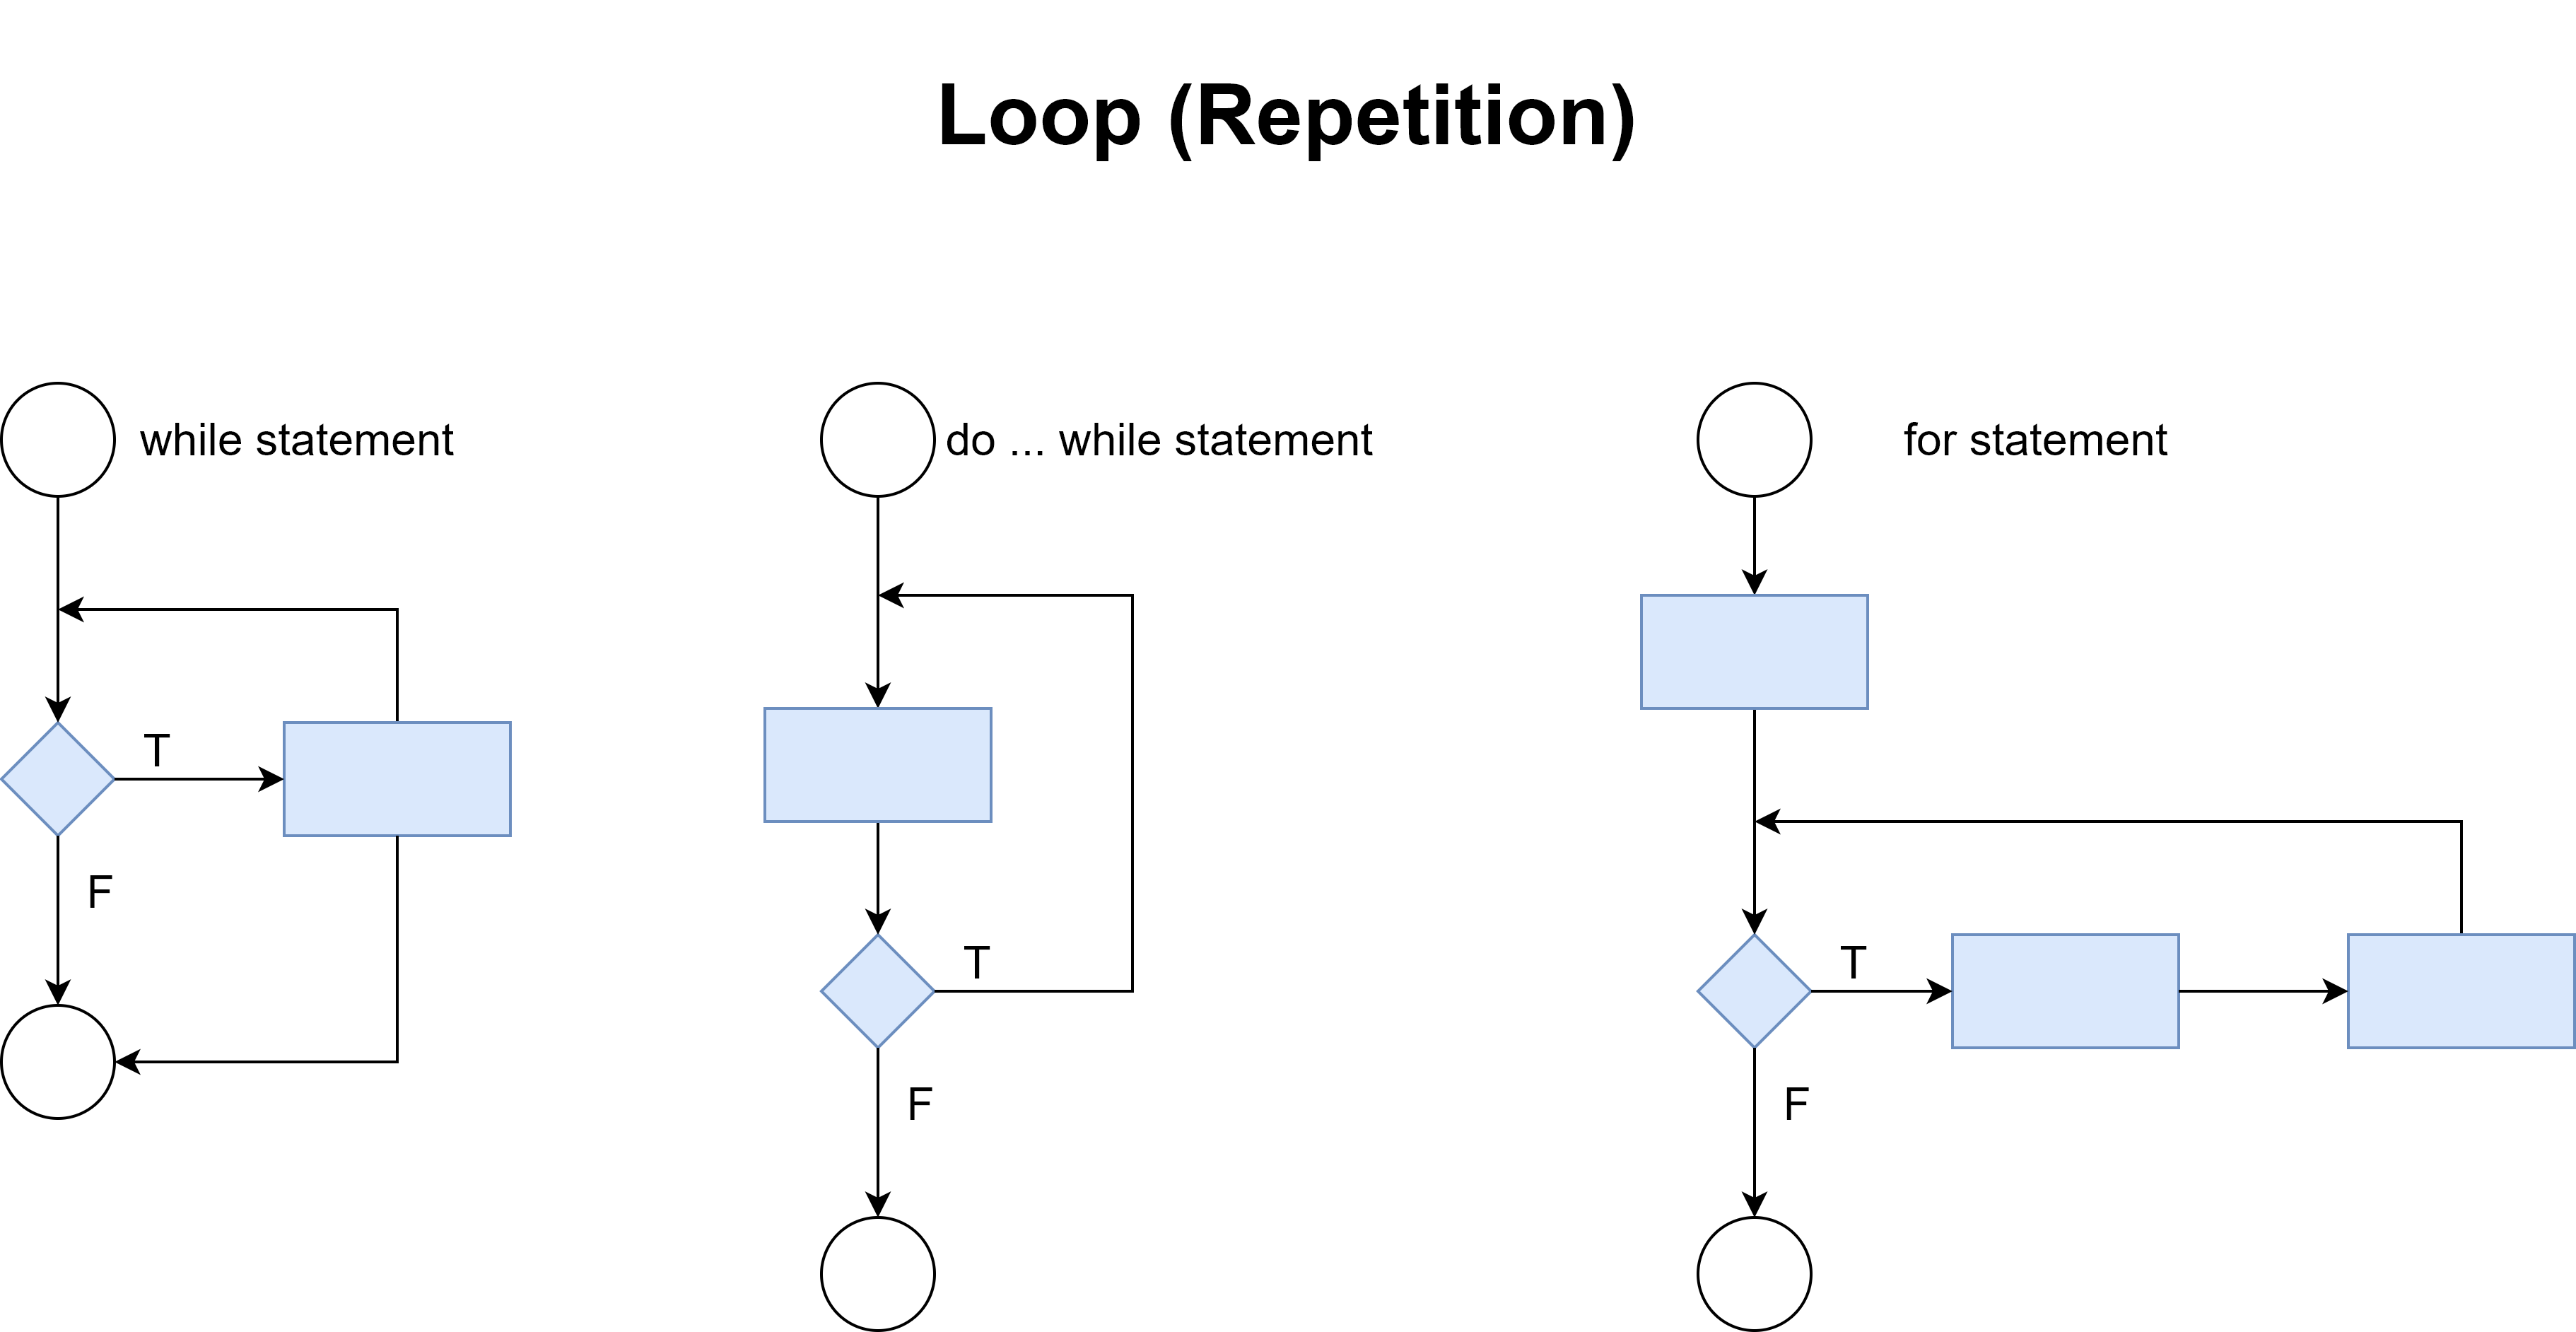 Loop (Repetition)
while statement
T
F
do ... while statement
T
F
for statement
T
F